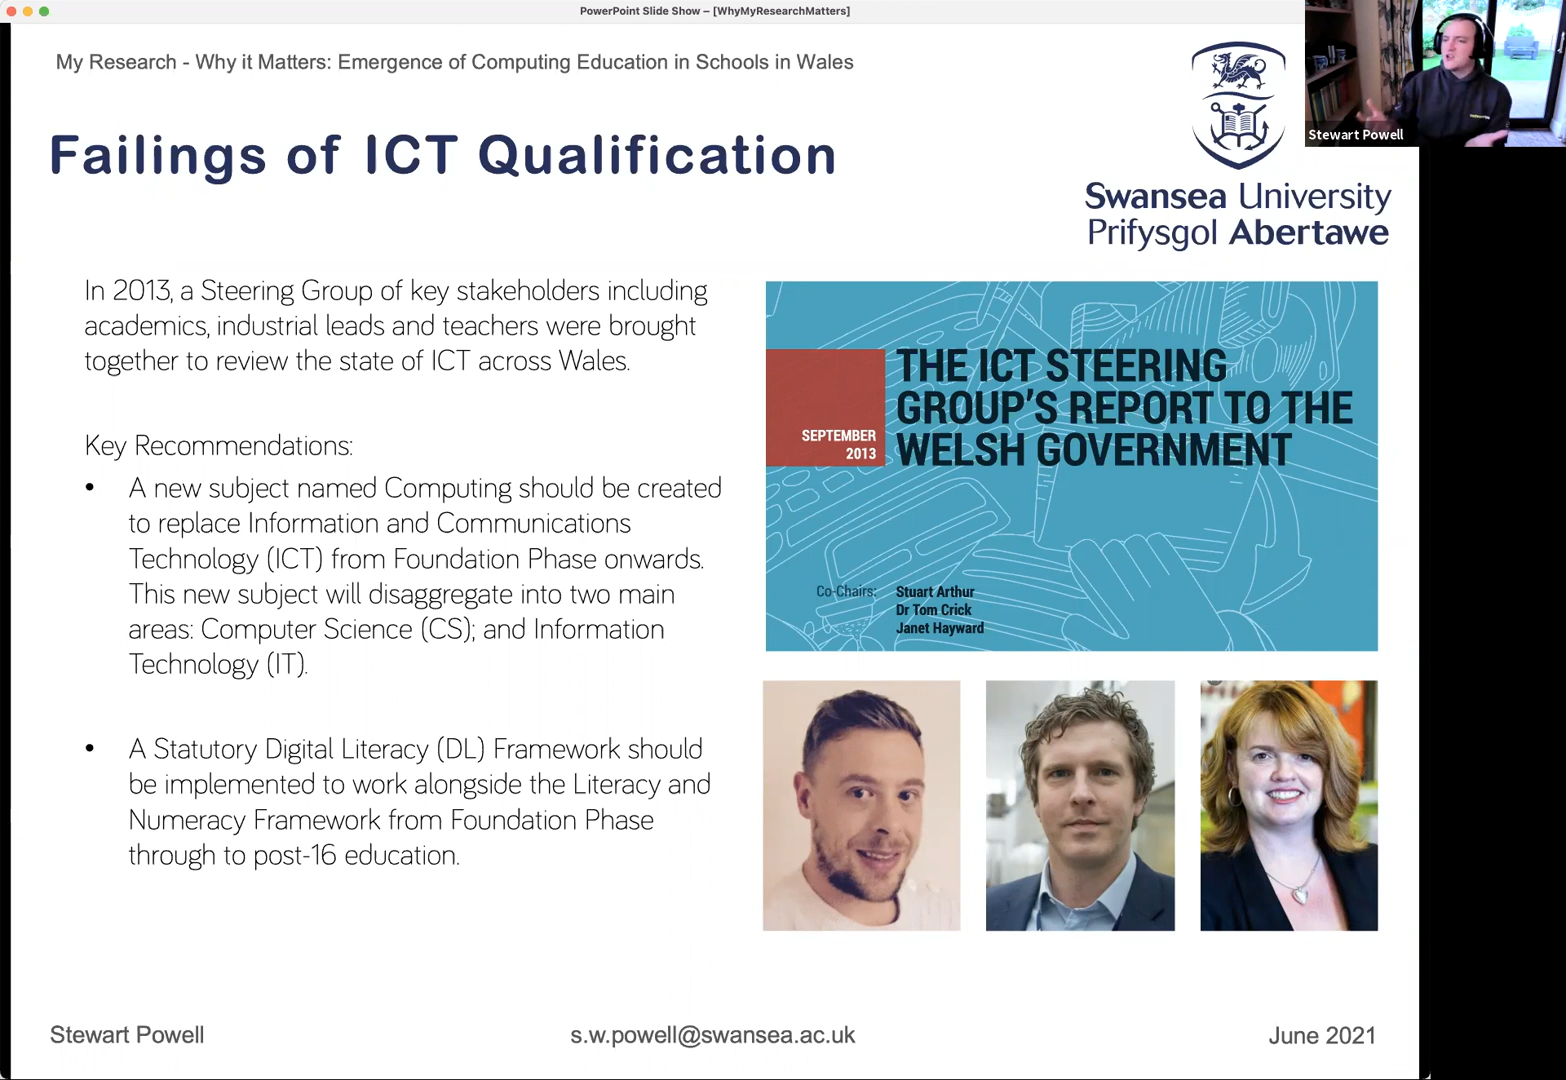 PowerPoint Slide Show – [WhyMyResearchMatters]
My Research - Why it Matters: Emergence of Computing Education in Schools in Wales
Stewart Powell
Failings of ICT Qualification
Swansea University
Prifysgol Abertawe
In 2013, a Steering Group of key stakeholders including
academics, industrial leads and teachers were brought
together to review the state of ICT across Wales.
Key Recommendations:
• A new subject named Computing should be created
to replace Information and Communications
Technology (ICT) from Foundation Phase onwards.
This new subject will disaggregate into two main
areas: Computer Science (CS); and Information
Technology (IT).
• A Statutory Digital Literacy (DL) Framework should
be implemented to work alongside the Literacy and
Numeracy Framework from Foundation Phase
through to post-16 education.
SEPTEMBER
2013
THE ICT STEERING
GROUP'S REPORT TO THE
WELSH GOVERNMENT
Co-Chairs: Stuart Arthur
Dr Tom Crick
Janet Hayward
Stewart Powell
s.w.powell@swansea.ac.uk
June 2021